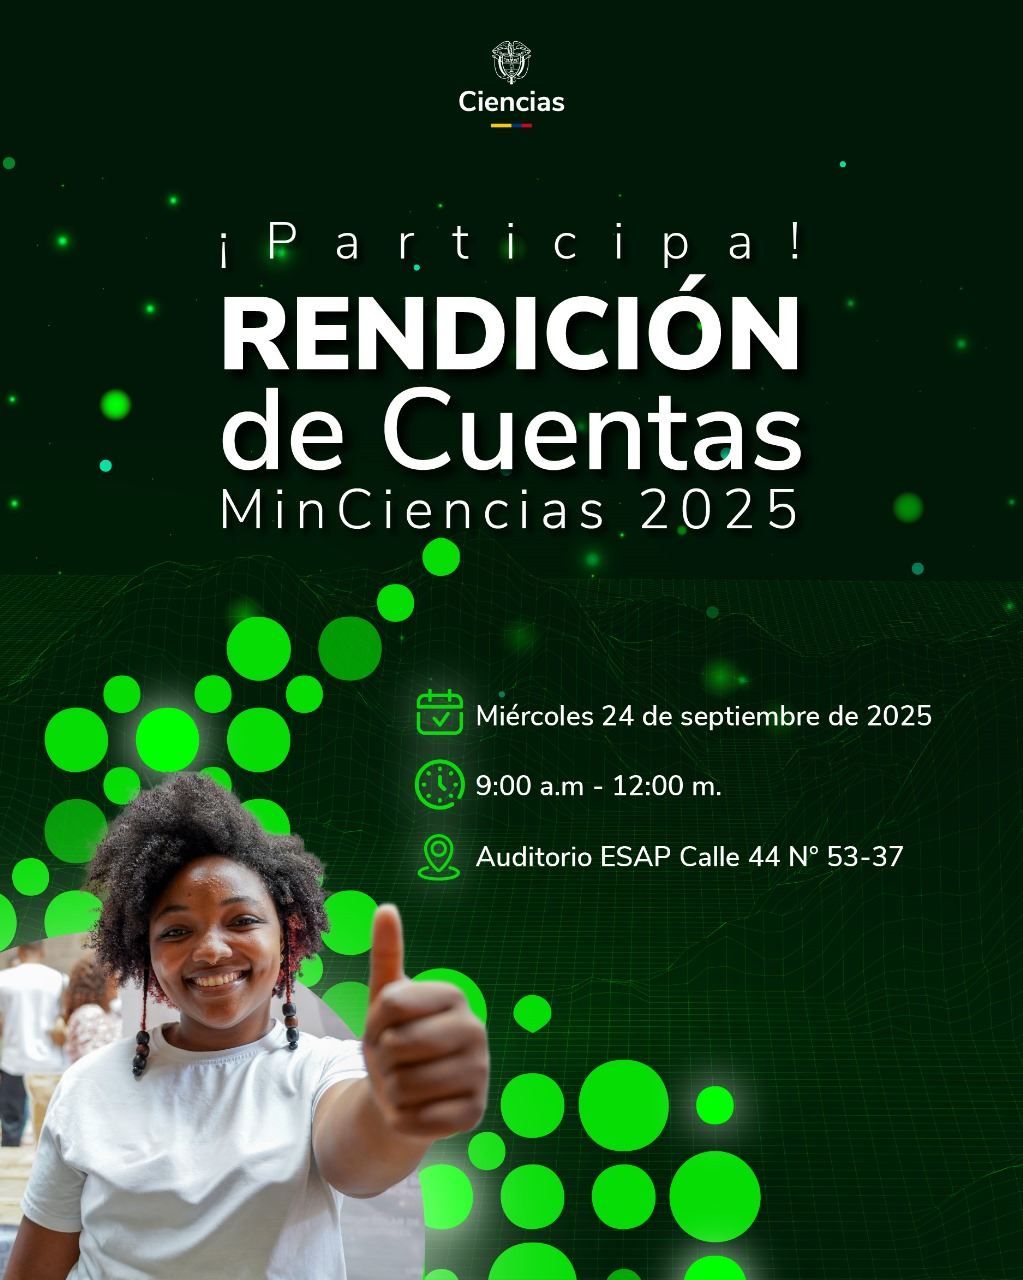 Ciencias
¡Participa!
RENDICIÓN
de Cuentas
MinCiencias 2025
Miércoles 24 de septiembre de 2025
9:00 a.m - 12:00 m.
Auditorio ESAP Calle 44 N° 53-37